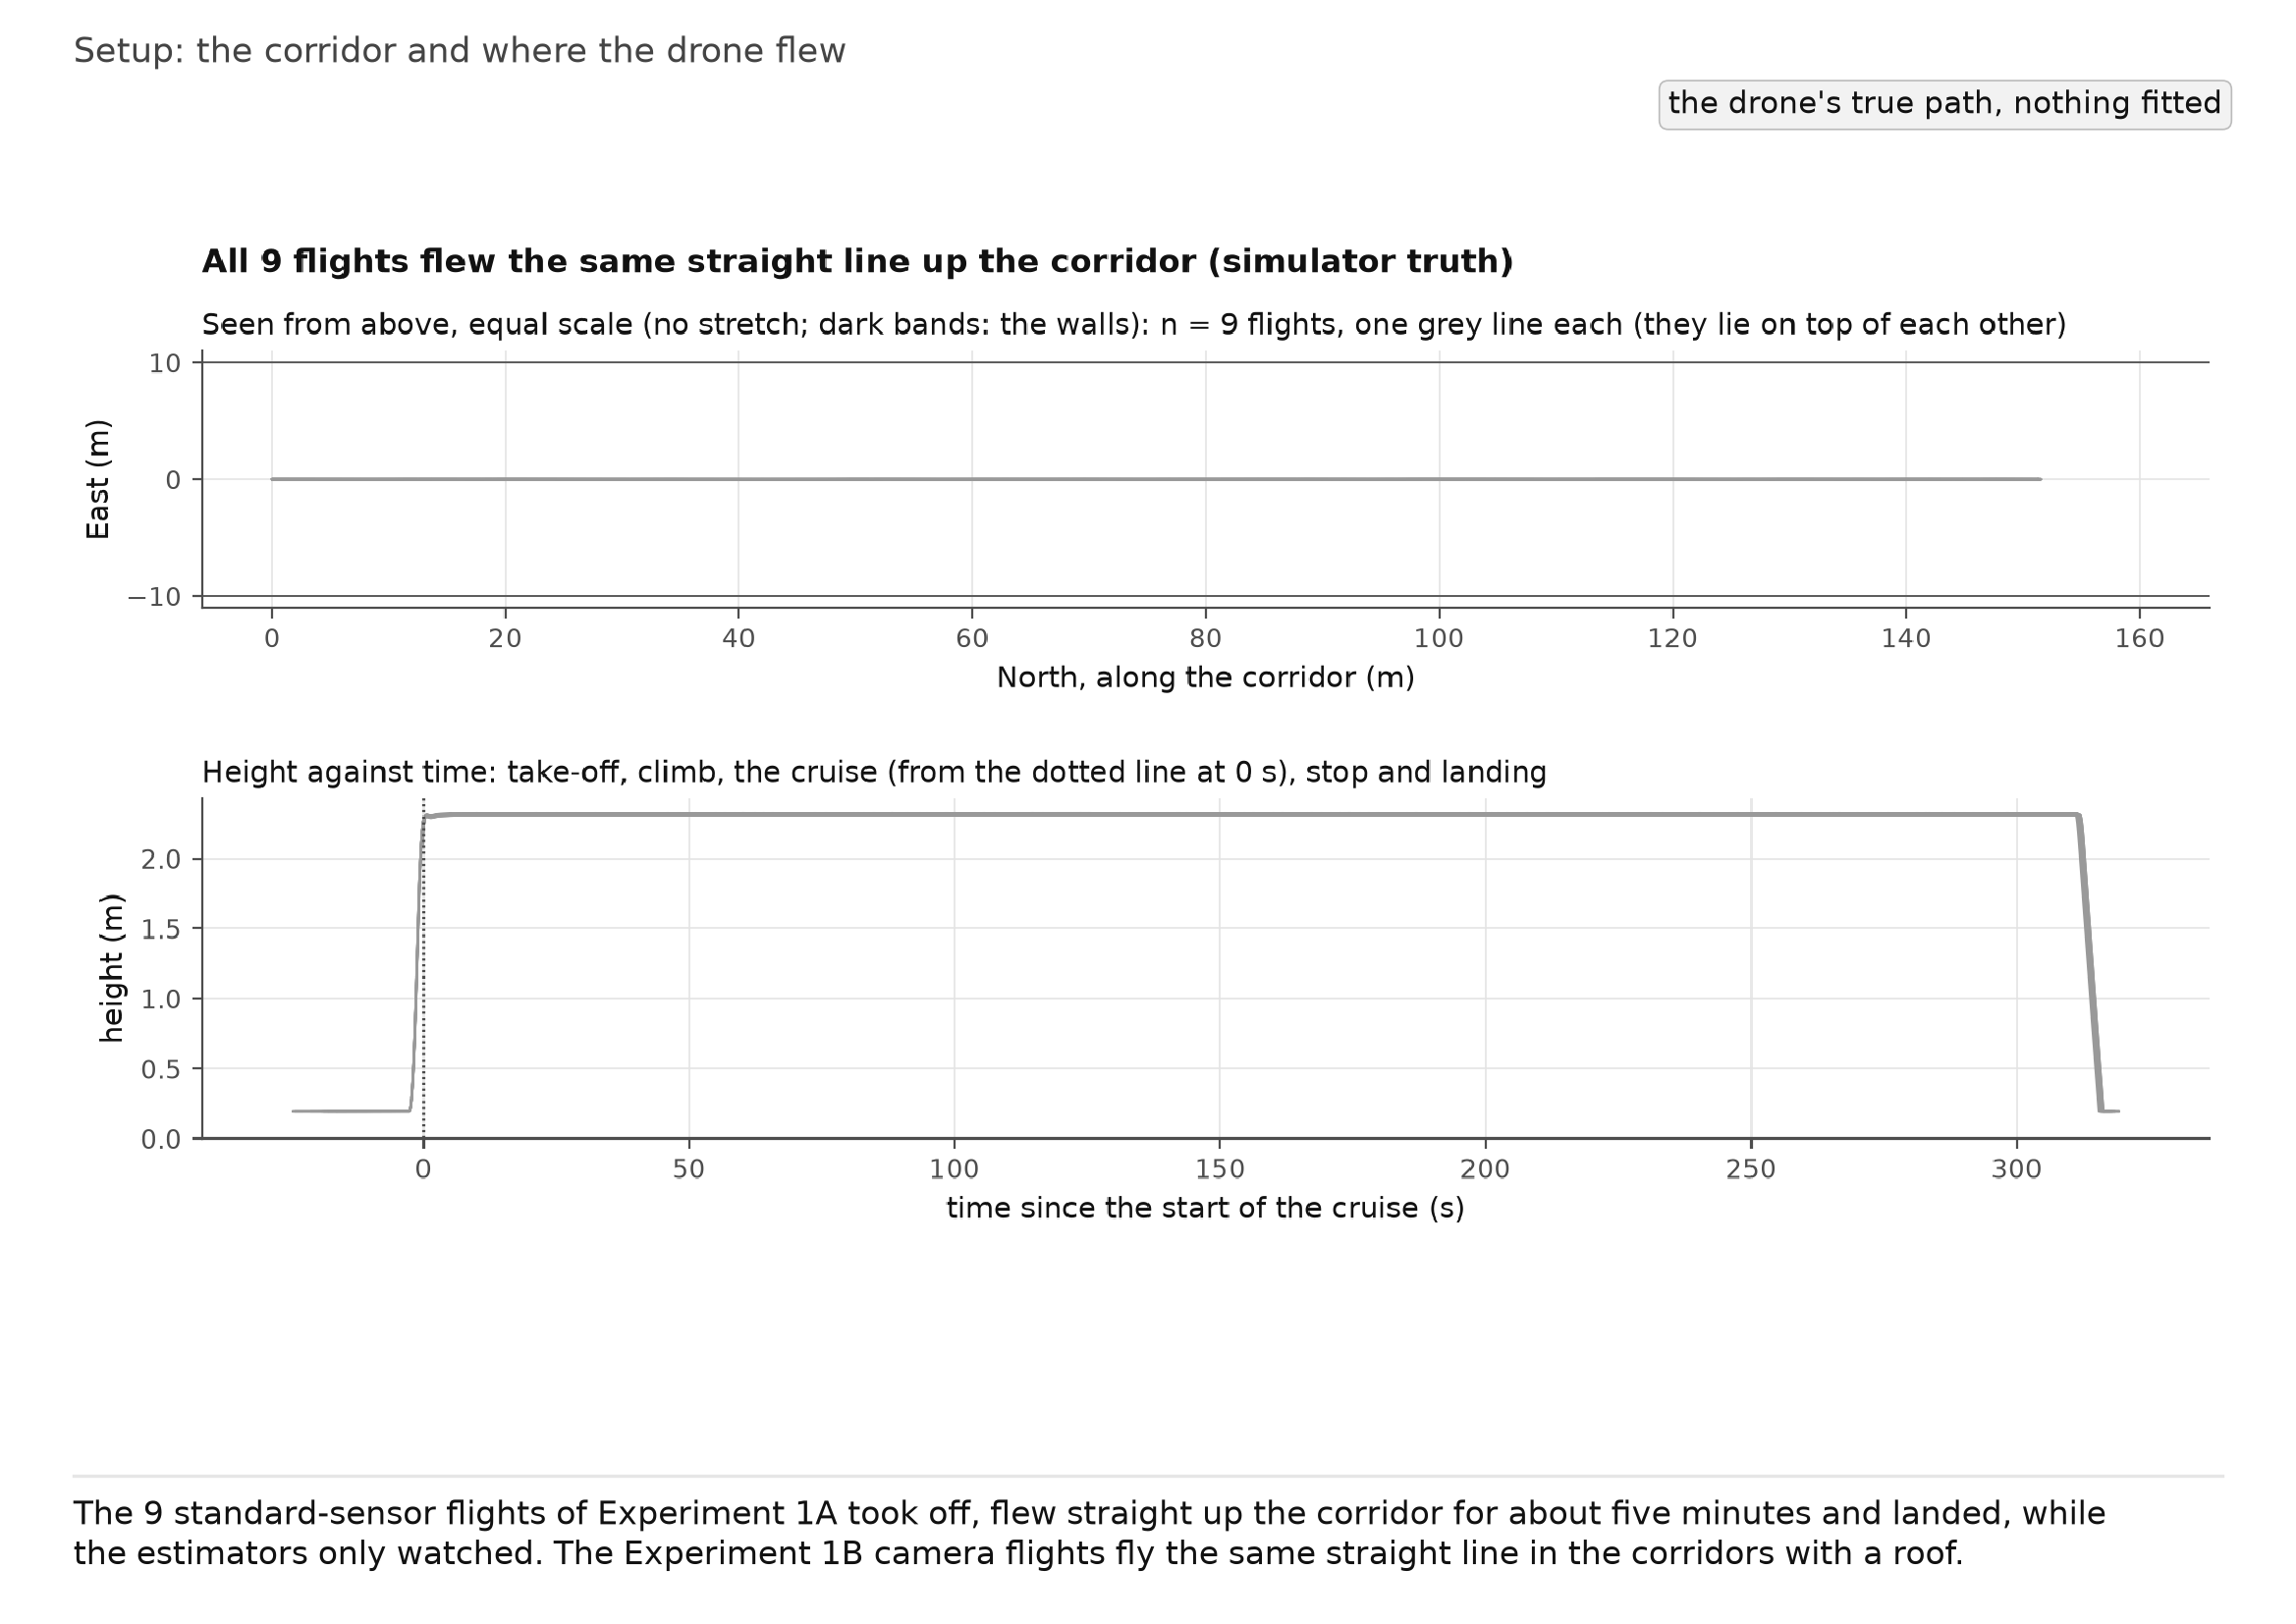 Setup: the corridor and where the drone flew
the drone's true path, nothing fitted
All 9 flights flew the same straight line up the corridor (simulator truth)
Seen from above, equal scale (no stretch; dark bands: the walls): n = 9 flights, one grey line each (they lie on top of each other)
10
0
−10
East (m)
0 20 40 60 80 100 120 140 160
North, along the corridor (m)
Height against time: take-off, climb, the cruise (from the dotted line at 0 s), stop and landing
2.0
1.5
1.0
0.5
0.0
height (m)
0 50 100 150 200 250 300
time since the start of the cruise (s)
The 9 standard-sensor flights of Experiment 1A took off, flew straight up the corridor for about five minutes and landed, while
the estimators only watched. The Experiment 1B camera flights fly the same straight line in the corridors with a roof.